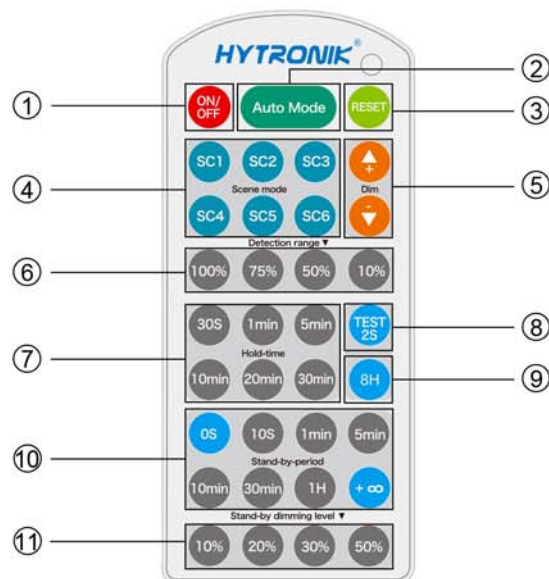 HYTRONIK®
① ON/OFF Auto Mode ② RESET ③
④ SC1 SC2 SC3
Scene mode
SC4 SC5 SC6
+ Dim - ⑤
Detection range ▼
⑥ 100% 75% 50% 10%
⑦ 30S 1min 5min
Hold-time
10min 20min 30min
TEST 2S ⑧
8H ⑨
⑩ 0S 10S 1min 5min
Stand-by-period
10min 30min 1H +∞
Stand-by dimming level ▼
⑪ 10% 20% 30% 50%